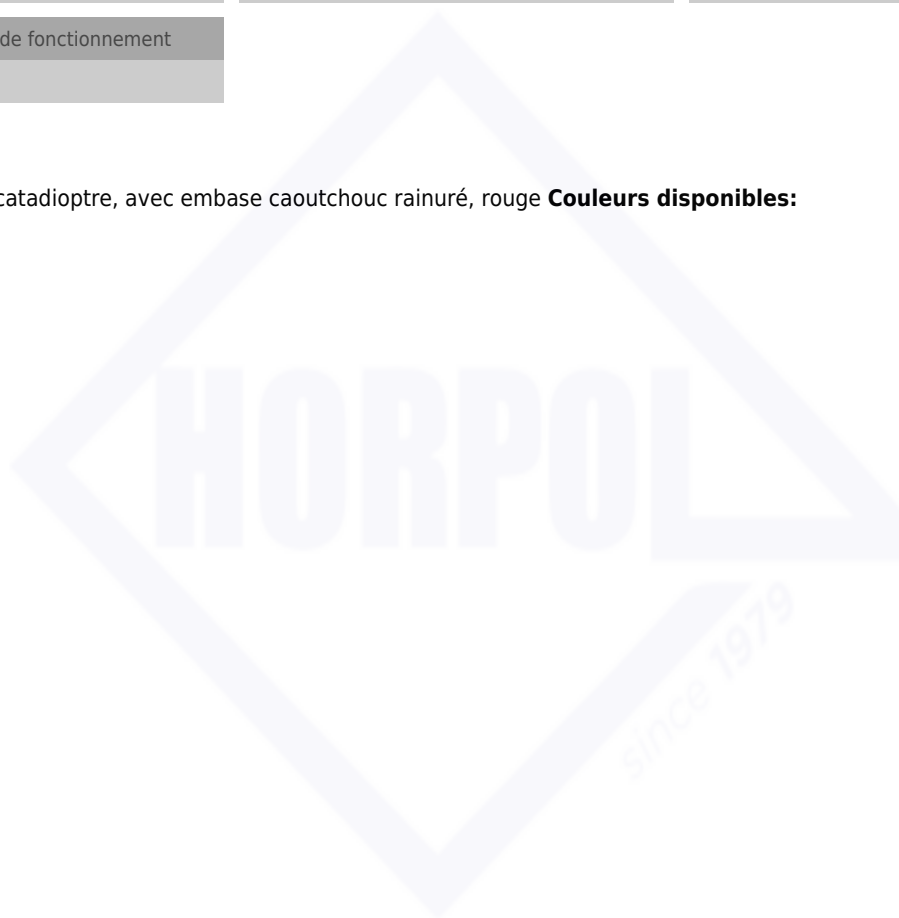 de fonctionnement
catadioptre, avec embase caoutchouc rainuré, rouge Couleurs disponibles:
HORPOL
since 1979